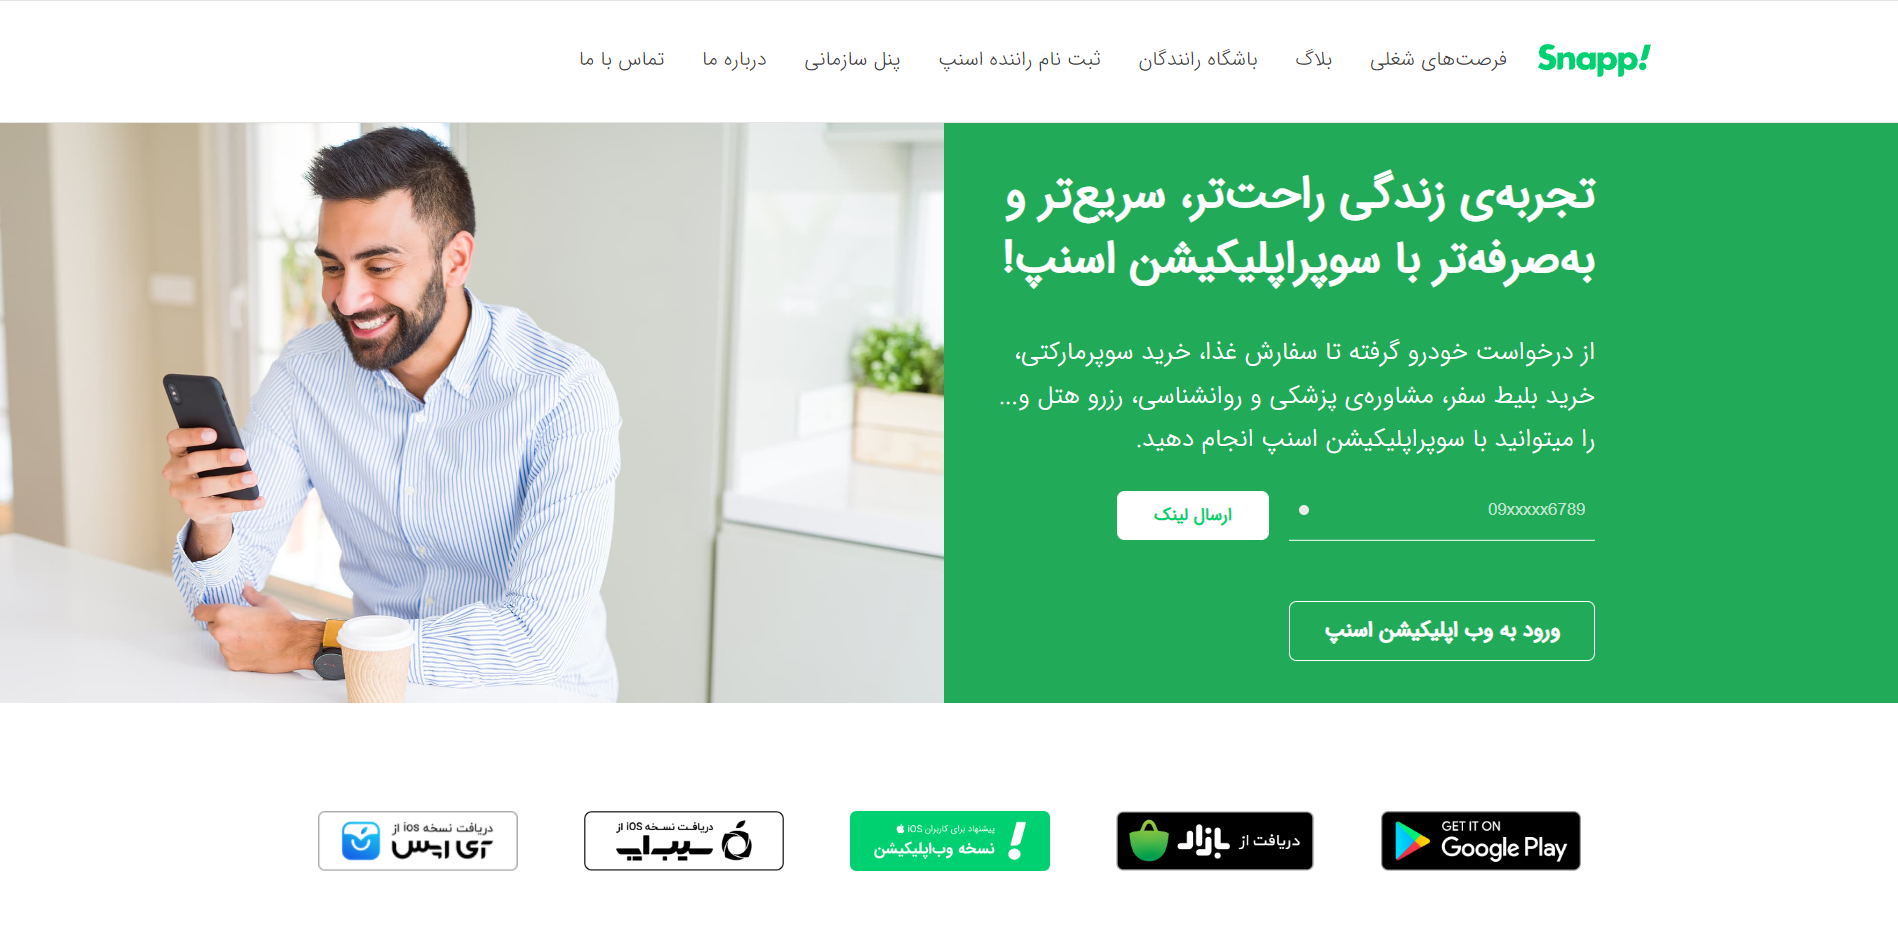 Snapp!
فرصت‌های شغلی
بلاگ
باشگاه رانندگان
ثبت نام راننده اسنپ
پنل سازمانی
درباره ما
تماس با ما
تجربه‌ی زندگی راحت‌تر، سریع‌تر و
به‌صرفه‌تر با سوپراپلیکیشن اسنپ!
از درخواست خودرو گرفته تا سفارش غذا، خرید سوپرمارکتی،
خرید بلیط سفر، مشاوره‌ی پزشکی و روانشناسی، رزرو هتل و...
را میتوانید با سوپراپلیکیشن اسنپ انجام دهید.
09xxxxx6789
ارسال لینک
ورود به وب اپلیکیشن اسنپ
GET IT ON
Google Play
دریافت از بازار
پیشنهاد برای کاربران iOS
نسخه وب‌اپلیکیشن
دریافت نسخه iOS از
سیب‌اپ
دریافت نسخه ios از
آی اپس